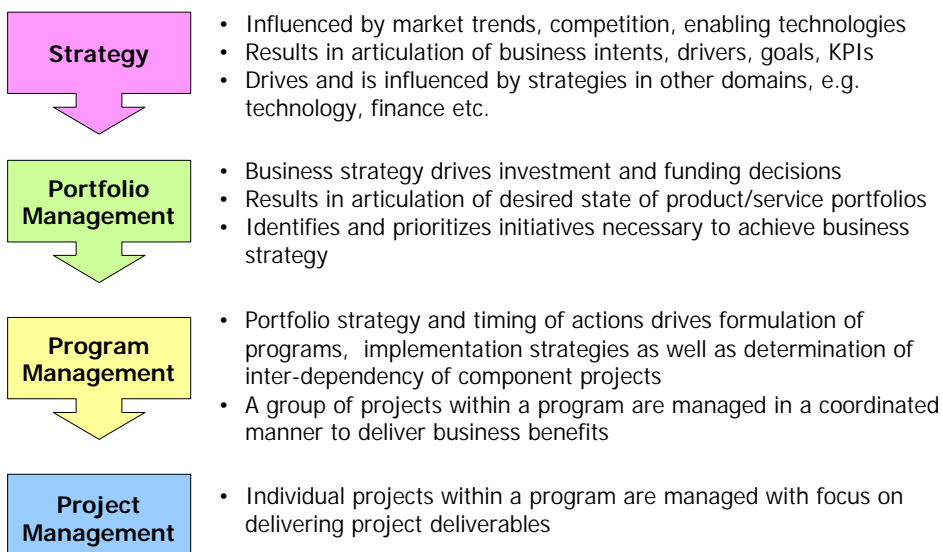 Strategy
• Influenced by market trends, competition, enabling technologies
• Results in articulation of business intents, drivers, goals, KPIs
• Drives and is influenced by strategies in other domains, e.g.
technology, finance etc.
Portfolio
Management
• Business strategy drives investment and funding decisions
• Results in articulation of desired state of product/service portfolios
• Identifies and prioritizes initiatives necessary to achieve business
strategy
Program
Management
• Portfolio strategy and timing of actions drives formulation of
programs, implementation strategies as well as determination of
inter-dependency of component projects
• A group of projects within a program are managed in a coordinated
manner to deliver business benefits
Project
Management
• Individual projects within a program are managed with focus on
delivering project deliverables